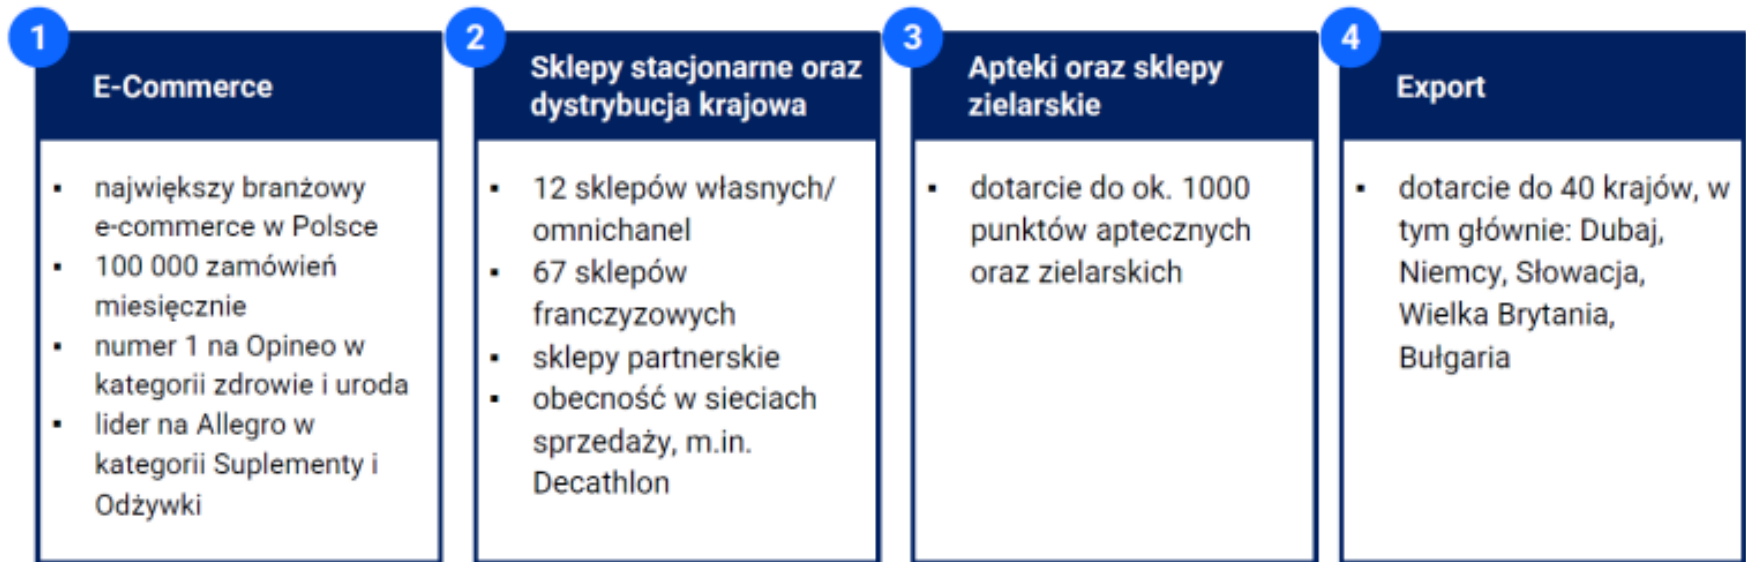 1
E-Commerce
▪ największy branżowy
e-commerce w Polsce
▪ 100 000 zamówień
miesięcznie
▪ numer 1 na Opineo w
kategorii zdrowie i uroda
▪ lider na Allegro w
kategorii Suplementy i
Odżywki
2
Sklepy stacjonarne oraz
dystrybucja krajowa
▪ 12 sklepów własnych/
omnichanel
▪ 67 sklepów
franczyzowych
▪ sklepy partnerskie
▪ obecność w sieciach
sprzedaży, m.in.
Decathlon
3
Apteki oraz sklepy
zielarskie
▪ dotarcie do ok. 1000
punktów aptecznych
oraz zielarskich
4
Export
▪ dotarcie do 40 krajów, w
tym głównie: Dubaj,
Niemcy, Słowacja,
Wielka Brytania,
Bułgaria